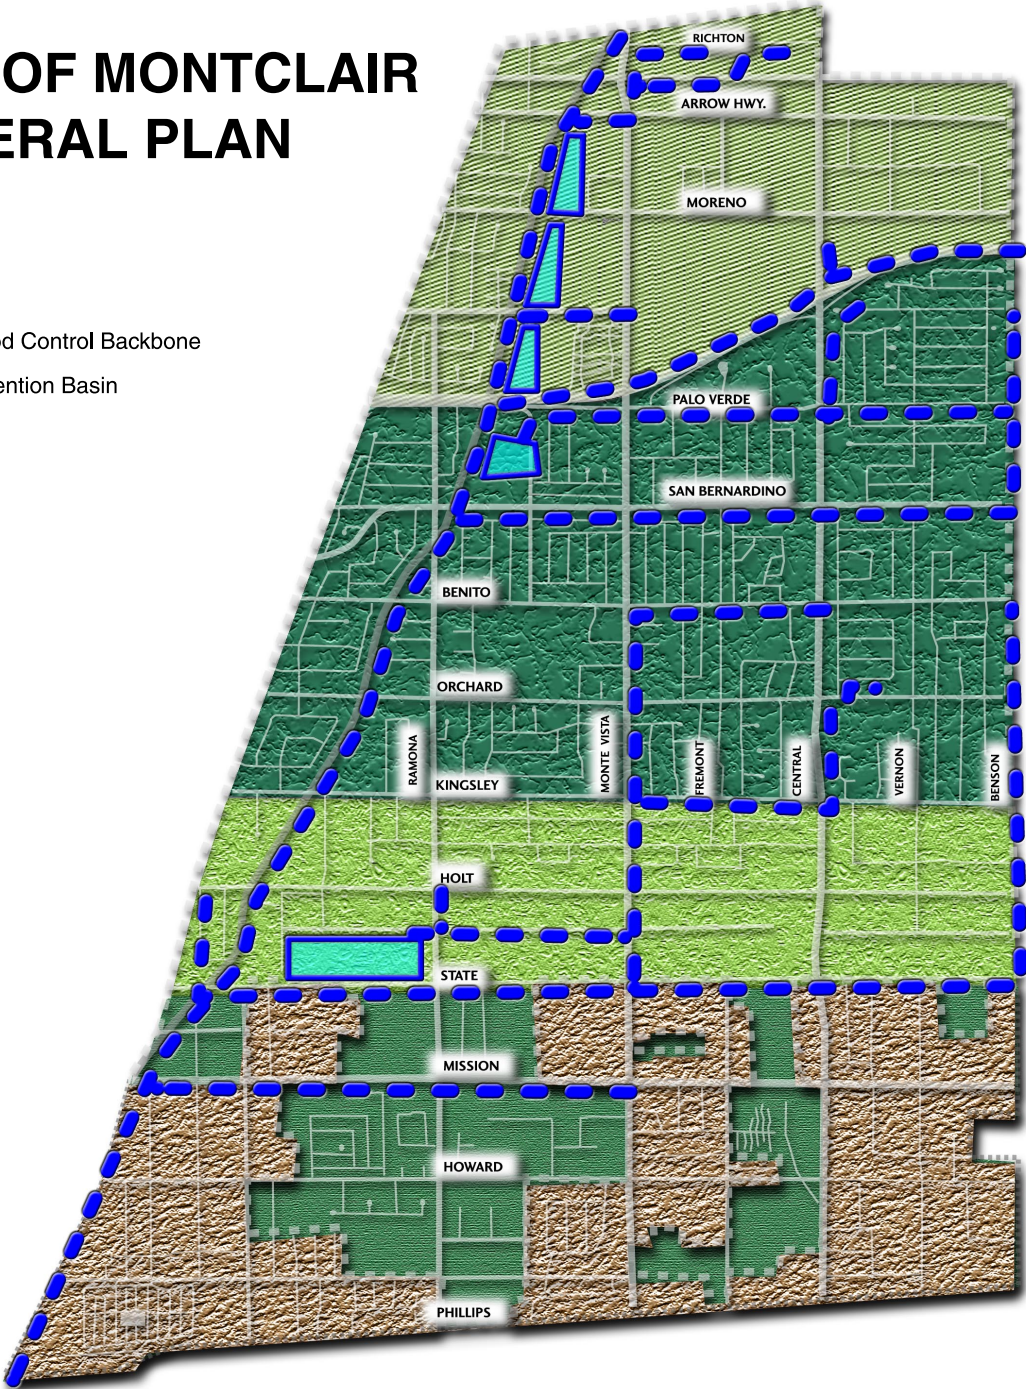 OF MONTCLAIR
ERAL PLAN
od Control Backbone
ention Basin
RICHTON
ARROW HWY.
MORENO
PALO VERDE
SAN BERNARDINO
BENITO
ORCHARD
RAMONA
MONTE VISTA
FREMONT
CENTRAL
VERNON
BENSON
KINGSLEY
HOLT
STATE
MISSION
HOWARD
PHILLIPS